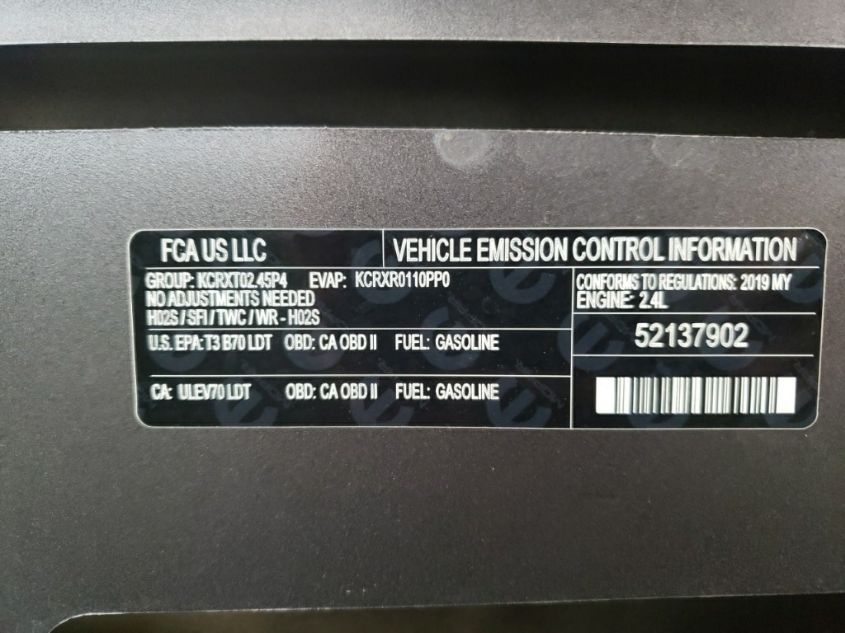 FCA US LLC
VEHICLE EMISSION CONTROL INFORMATION
GROUP: KCRXT02.45P4 EVAP: KCRXR0110PP0
NO ADJUSTMENTS NEEDED
H02S / SFI / TWC / WR - H02S
CONFORMS TO REGULATIONS: 2019 MY
ENGINE: 2.4L
U.S. EPA: T3 B70 LDT OBD: CA OBD II FUEL: GASOLINE
52137902
CA: ULEV70 LDT OBD: CA OBD II FUEL: GASOLINE